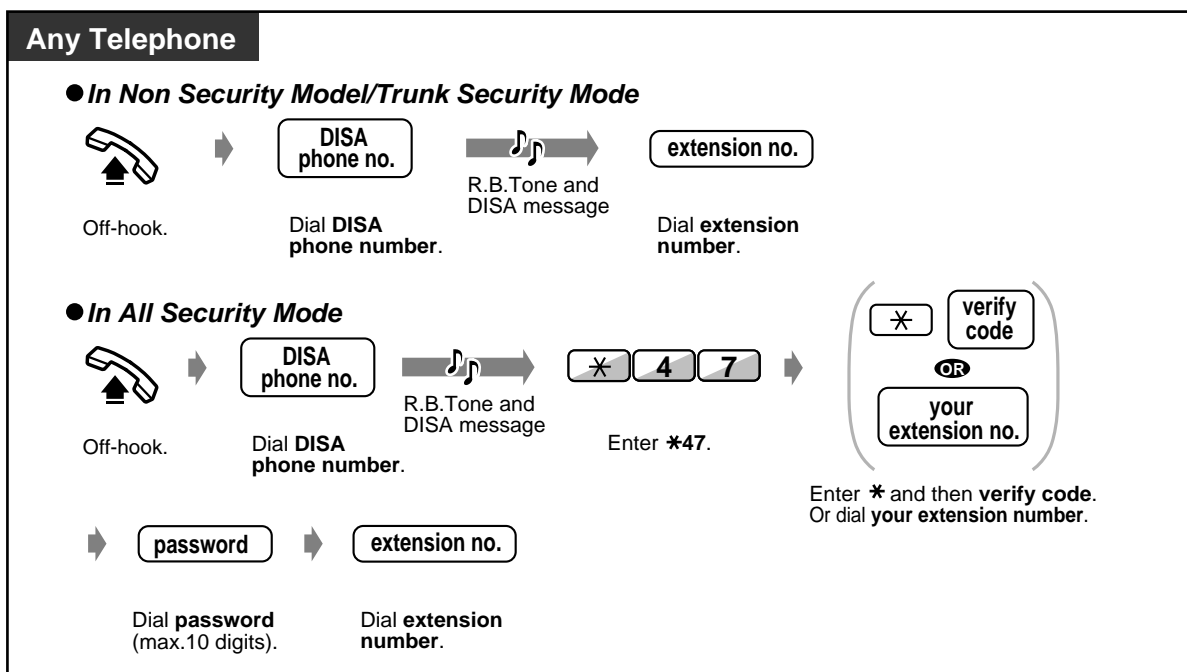 Any Telephone
●In Non Security Model/Trunk Security Mode
DISA
phone no.
extension no.
R.B.Tone and
DISA message
Off-hook.
Dial DISA
phone number.
Dial extension
number.
●In All Security Mode
DISA
phone no.
R.B.Tone and
DISA message
* 4 7
* verify
code
OR
your
extension no.
Off-hook.
Dial DISA
phone number.
Enter *47.
Enter * and then verify code.
Or dial your extension number.
password
extension no.
Dial password
(max.10 digits).
Dial extension
number.